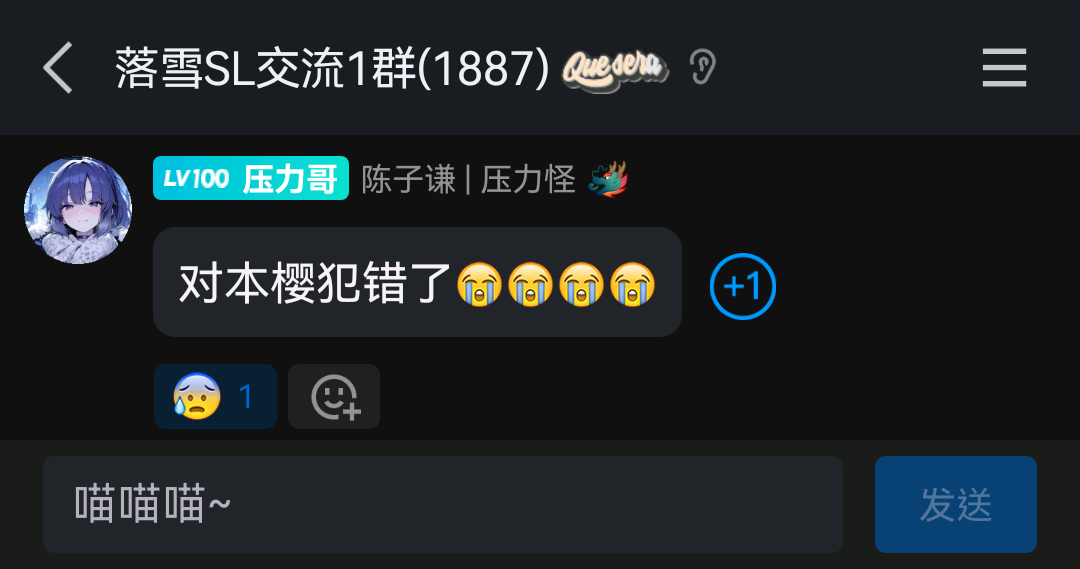 落雪SL交流1群(1887) Que sera
LV100 压力哥 陈子谦 | 压力怪 🐲
对本樱犯错了😭😭😭😭
+1
😰 1
喵喵喵~
发送